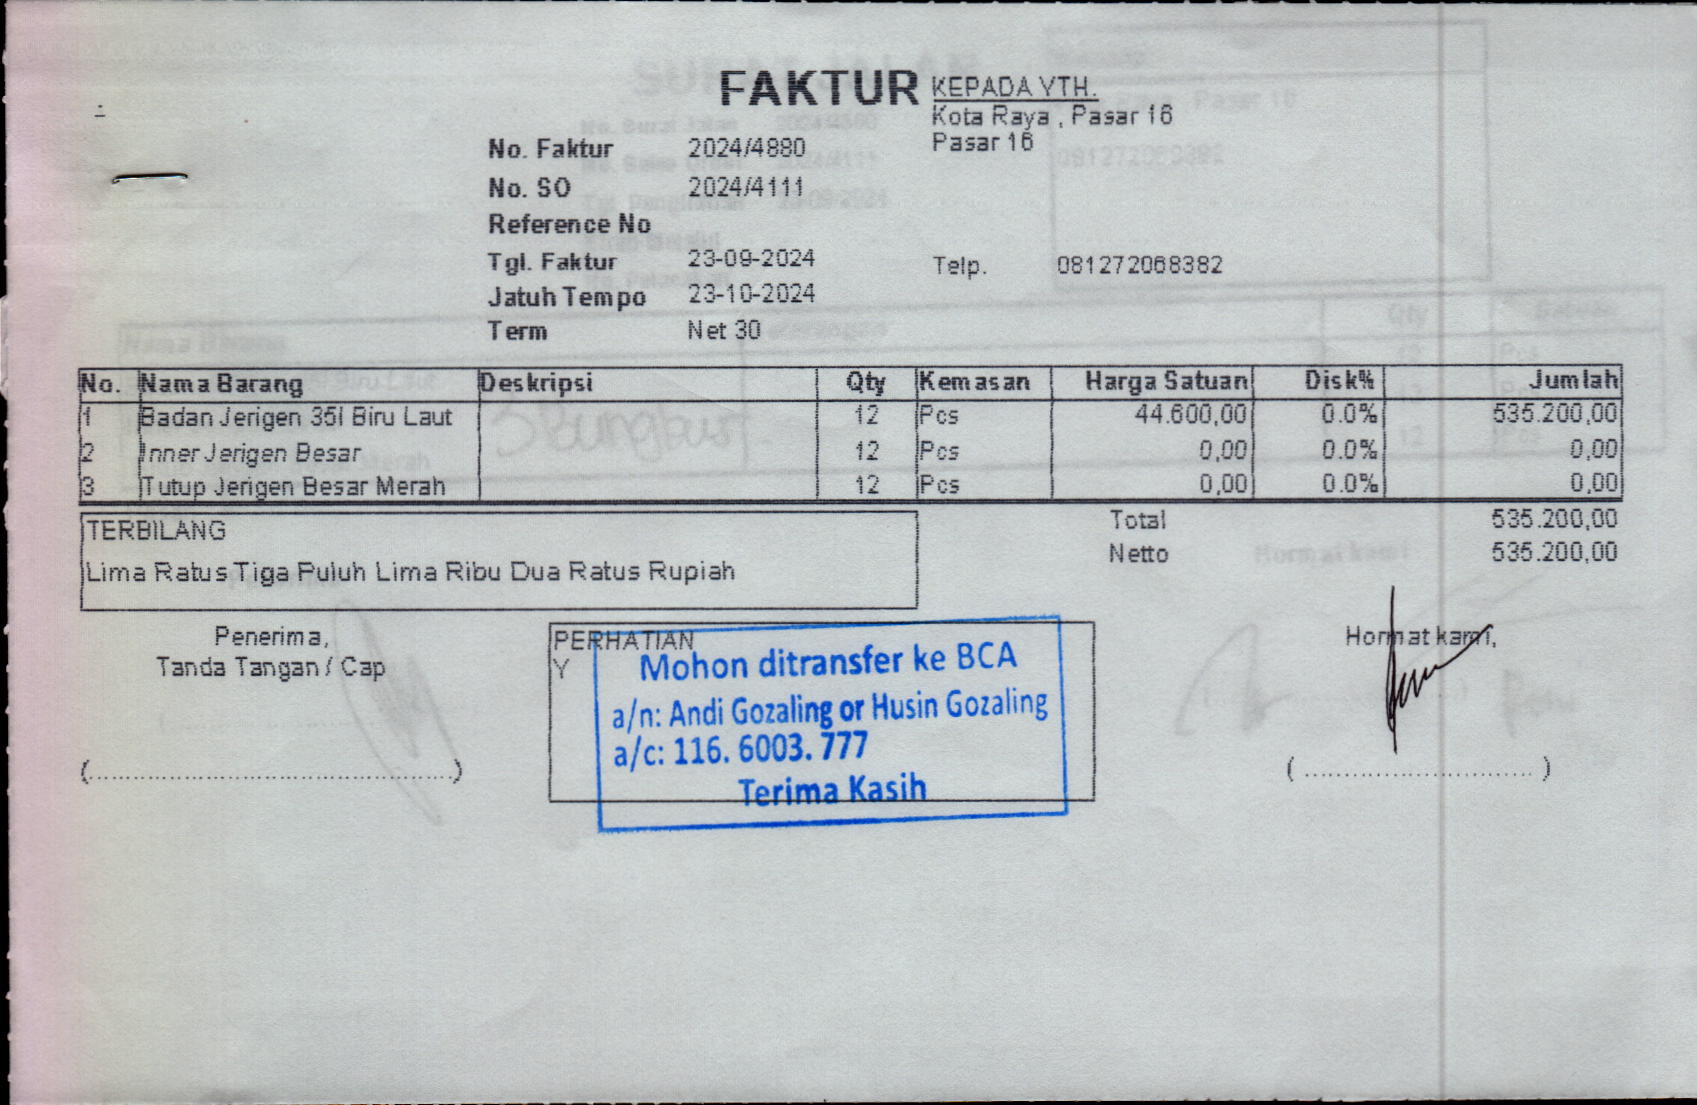 FAKTUR
KEPADA YTH.
Kota Raya , Pasar 16
Pasar 16
No. Faktur 2024/4880
No. SO 2024/4111
Reference No
Tgl. Faktur 23-09-2024
Telp. 081272068382
Jatuh Tempo 23-10-2024
Term Net 30
No. Nama Barang Deskripsi Qty Kemasan Harga Satuan Disk% Jumlah
1 Badan Jerigen 35l Biru Laut 12 Pcs 44.600,00 0.0% 535.200,00
2 Inner Jerigen Besar 12 Pcs 0,00 0.0% 0,00
3 Tutup Jerigen Besar Merah 12 Pcs 0,00 0.0% 0,00
TERBILANG
Lima Ratus Tiga Puluh Lima Ribu Dua Ratus Rupiah
Total 535.200,00
Netto 535.200,00
Penerima,
Tanda Tangan / Cap
PERHATIAN
Y
Mohon ditransfer ke BCA
a/n: Andi Gozaling or Husin Gozaling
a/c: 116. 6003. 777
Terima Kasih
Hormat kami,